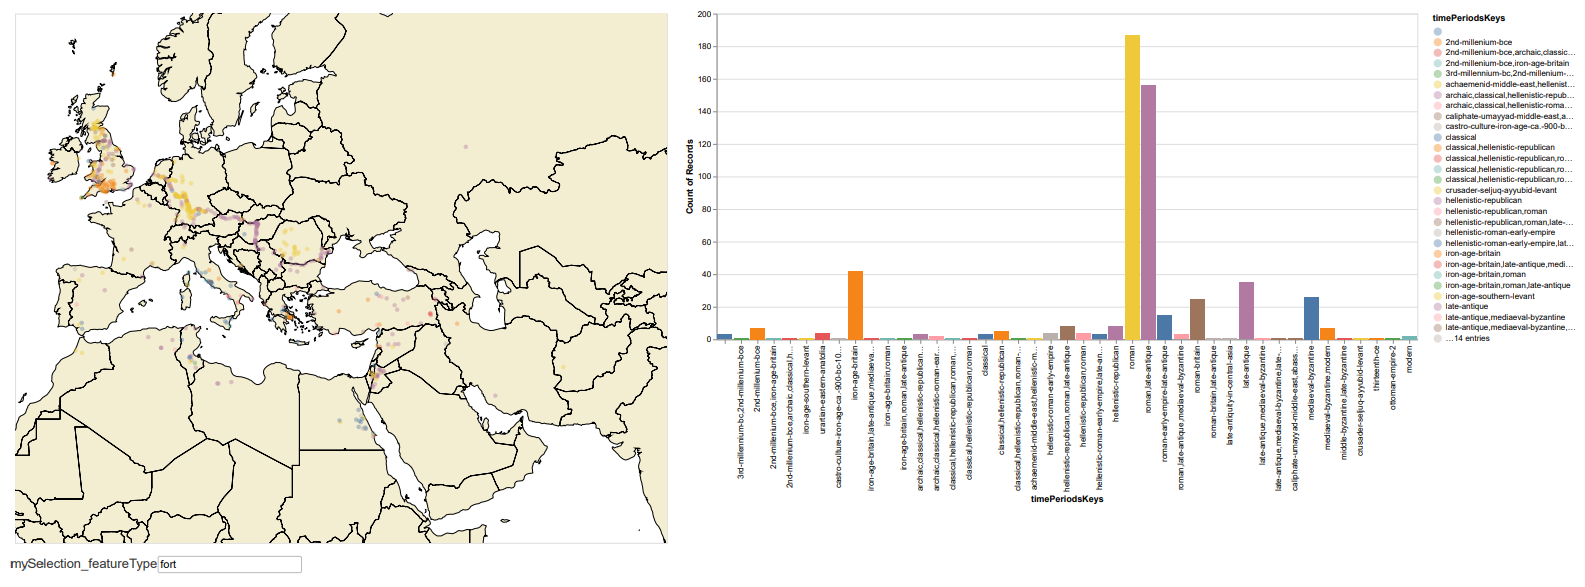 mySelection_featureType fort
200
180
160
140
120
100
80
60
40
20
0
Count of Records
3rd-millennium-bc,2nd-millenium-bce
2nd-millenium-bce
2nd-millenium-bce,iron-age-britain
2nd-millenium-bce,archaic,classical,h…
iron-age-southern-levant
urartian-eastern-anatolia
castro-culture-iron-age-ca.-900-bc-10…
iron-age-britain
iron-age-britain,late-antique,mediaeva…
iron-age-britain,roman
iron-age-britain,roman,late-antique
archaic,classical,hellenistic-republican…
archaic,classical,hellenistic-roman-ear…
classical,hellenistic-republican,roman…
classical,hellenistic-republican,roman
classical
classical,hellenistic-republican
classical,hellenistic-republican,roman-…
achaemenid-middle-east,hellenistic-m…
hellenistic-roman-early-empire
hellenistic-republican,roman,late-antique
hellenistic-republican,roman
hellenistic-roman-early-empire,late-an…
hellenistic-republican
roman
roman,late-antique
roman-early-empire-late-antique
roman,late-antique,mediaeval-byzantine
roman-britain
roman-britain,late-antique
late-antiquity-in-central-asia
late-antique
late-antique,mediaeval-byzantine
late-antique,mediaeval-byzantine,late-…
caliphate-umayyad-middle-east,abbas…
mediaeval-byzantine
mediaeval-byzantine,modern
middle-byzantine,late-byzantine
crusader-seljuq-ayyubid-levant
thirteenth-ce
ottoman-empire-2
modern
timePeriodsKeys
timePeriodsKeys
2nd-millenium-bce
2nd-millenium-bce,archaic,classic…
2nd-millenium-bce,iron-age-britain
3rd-millennium-bc,2nd-millenium-…
achaemenid-middle-east,hellenist…
archaic,classical,hellenistic-repub…
archaic,classical,hellenistic-roma…
caliphate-umayyad-middle-east,a…
castro-culture-iron-age-ca.-900-b…
classical
classical,hellenistic-republican
classical,hellenistic-republican,ro…
classical,hellenistic-republican,ro…
classical,hellenistic-republican,ro…
crusader-seljuq-ayyubid-levant
hellenistic-republican
hellenistic-republican,roman
hellenistic-republican,roman,late-…
hellenistic-roman-early-empire
hellenistic-roman-early-empire,lat…
iron-age-britain
iron-age-britain,late-antique,medi…
iron-age-britain,roman
iron-age-britain,roman,late-antique
iron-age-southern-levant
late-antique
late-antique,mediaeval-byzantine
late-antique,mediaeval-byzantine,…
…14 entries